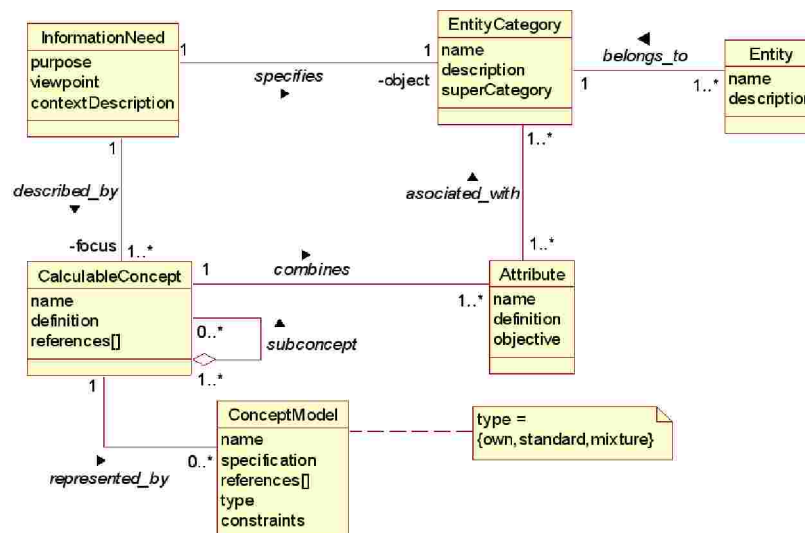 InformationNeed
purpose
viewpoint
contextDescription
1
specifies
1
-object
EntityCategory
name
description
superCategory
belongs_to
1
1..*
Entity
name
description
1
described_by
-focus
1..*
1..*
asociated_with
1..*
CalculableConcept
name
definition
references[]
1
combines
1..*
Attribute
name
definition
objective
0..*
subconcept
1..*
1
represented_by
0..*
ConceptModel
name
specification
references[]
type
constraints
type =
{own,standard,mixture}